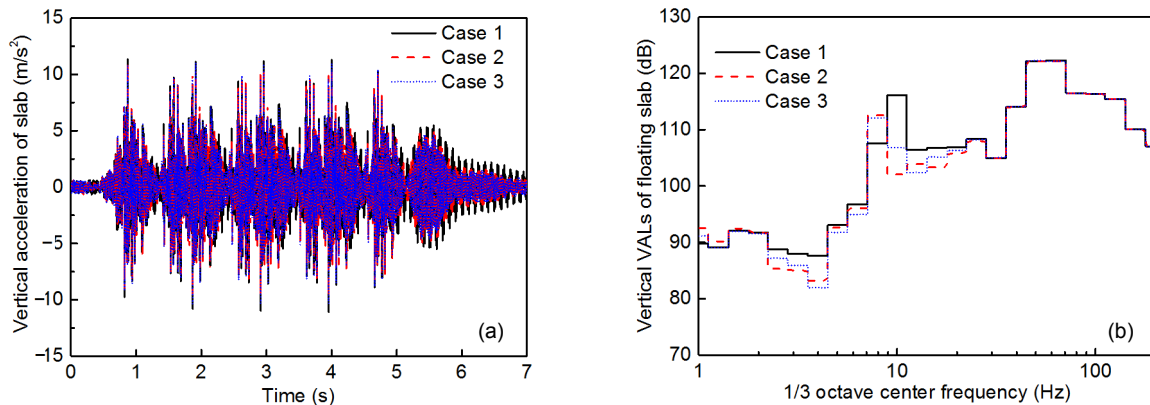 15
10
5
0
−5
−10
−15
Vertical acceleration of slab (m/s²)
Case 1
Case 2
Case 3
(a)
0 1 2 3 4 5 6 7
Time (s)
130
120
110
100
90
80
70
Vertical VALs of floating slab (dB)
Case 1
Case 2
Case 3
(b)
1 10 100
1/3 octave center frequency (Hz)